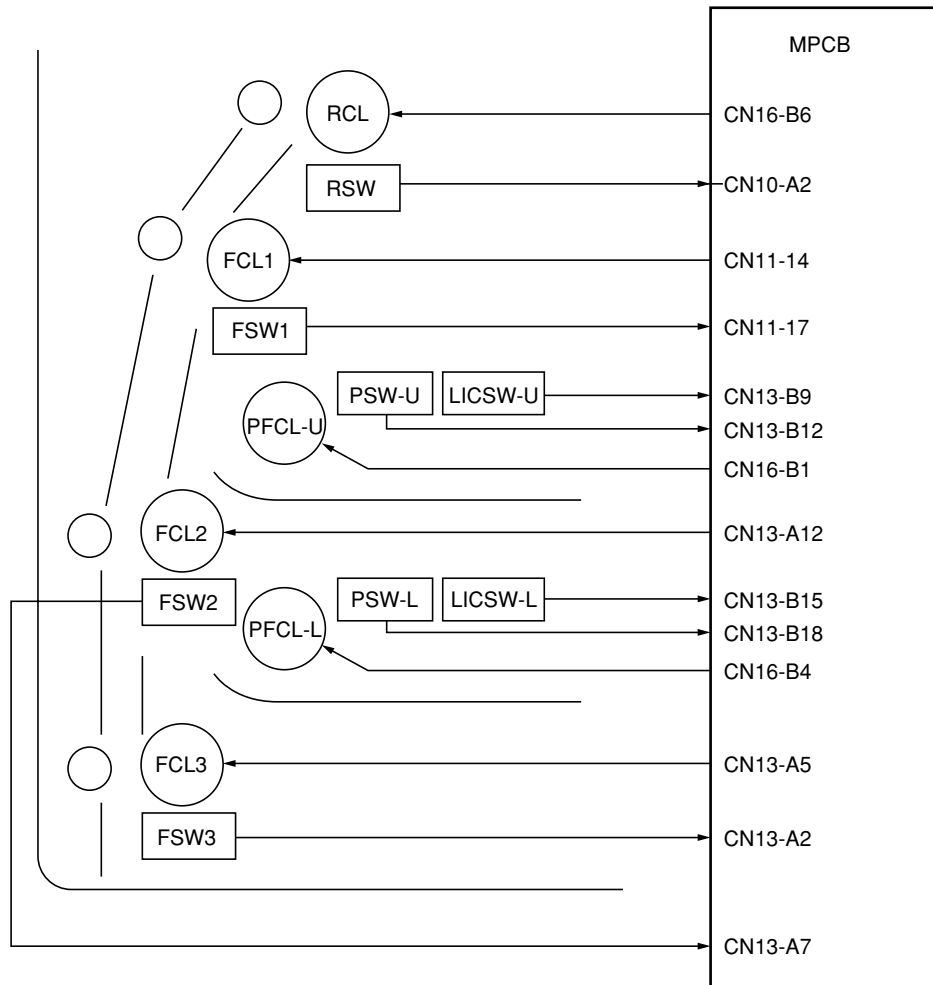 MPCB
RCL
CN16-B6
RSW
CN10-A2
FCL1
CN11-14
FSW1
CN11-17
PSW-U
LICSW-U
CN13-B9
PFCL-U
CN13-B12
CN16-B1
FCL2
CN13-A12
FSW2
PSW-L
LICSW-L
CN13-B15
PFCL-L
CN13-B18
CN16-B4
FCL3
CN13-A5
FSW3
CN13-A2
CN13-A7